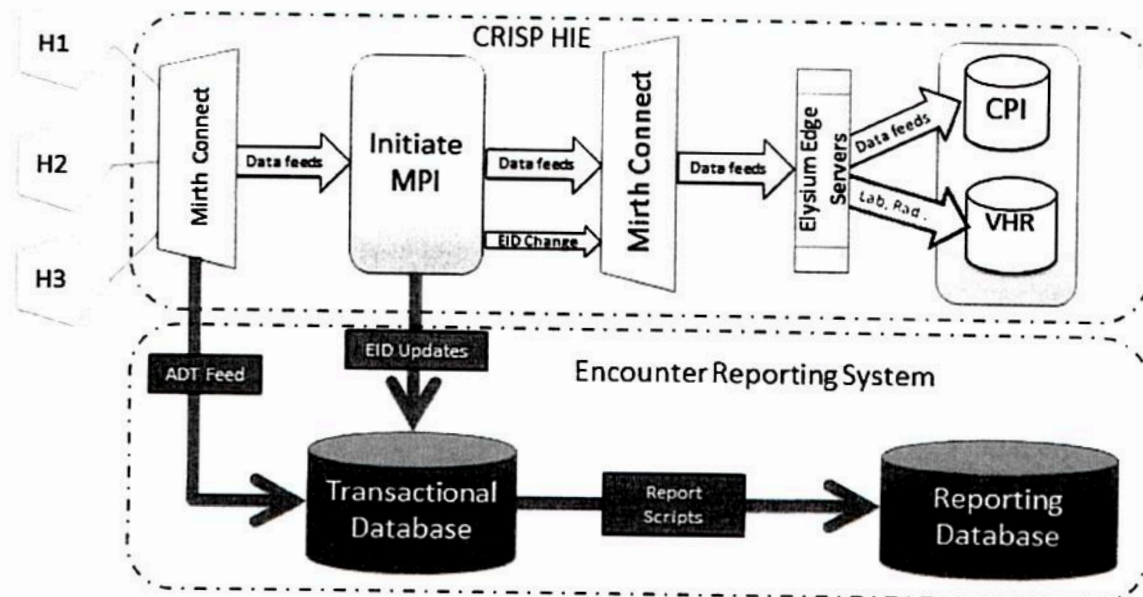 CRISP HIE
H1
H2
H3
Mirth Connect
Data feeds
Initiate
MPI
Data feeds
EID Change
Mirth Connect
Data feeds
Elysium Edge
Servers
Data feeds
Lab, Rad..
CPI
VHR
ADT Feed
EID Updates
Encounter Reporting System
Transactional
Database
Report
Scripts
Reporting
Database